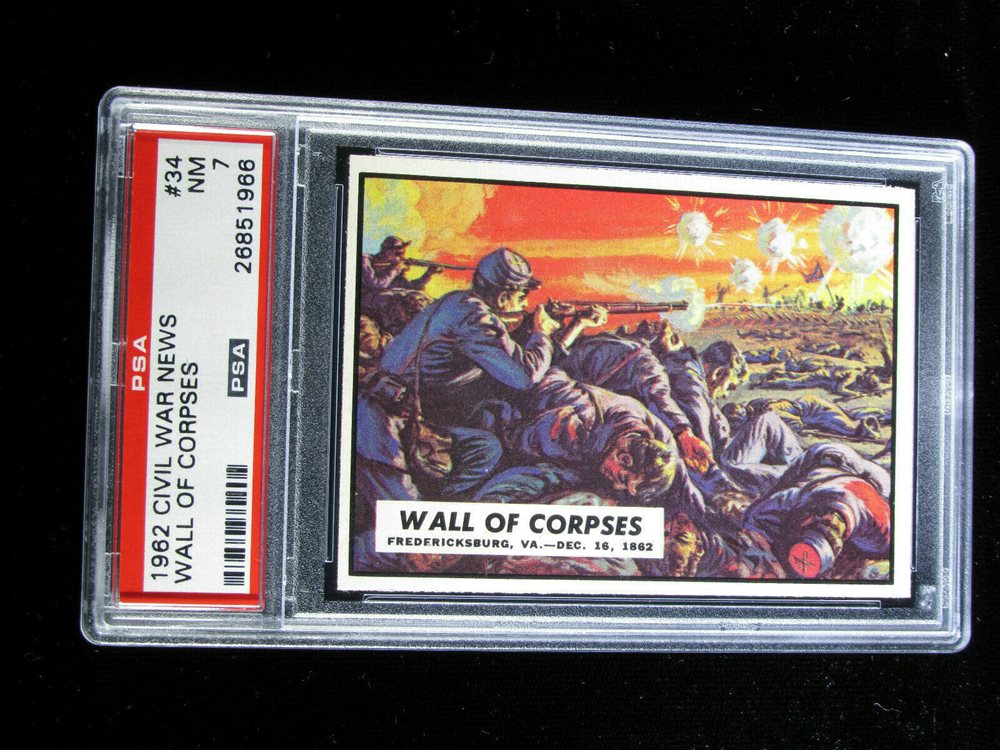 1962 CIVIL WAR NEWS #34
WALL OF CORPSES NM
7
PSA
PSA 26851966
WALL OF CORPSES
FREDERICKSBURG, VA.—DEC. 16, 1862